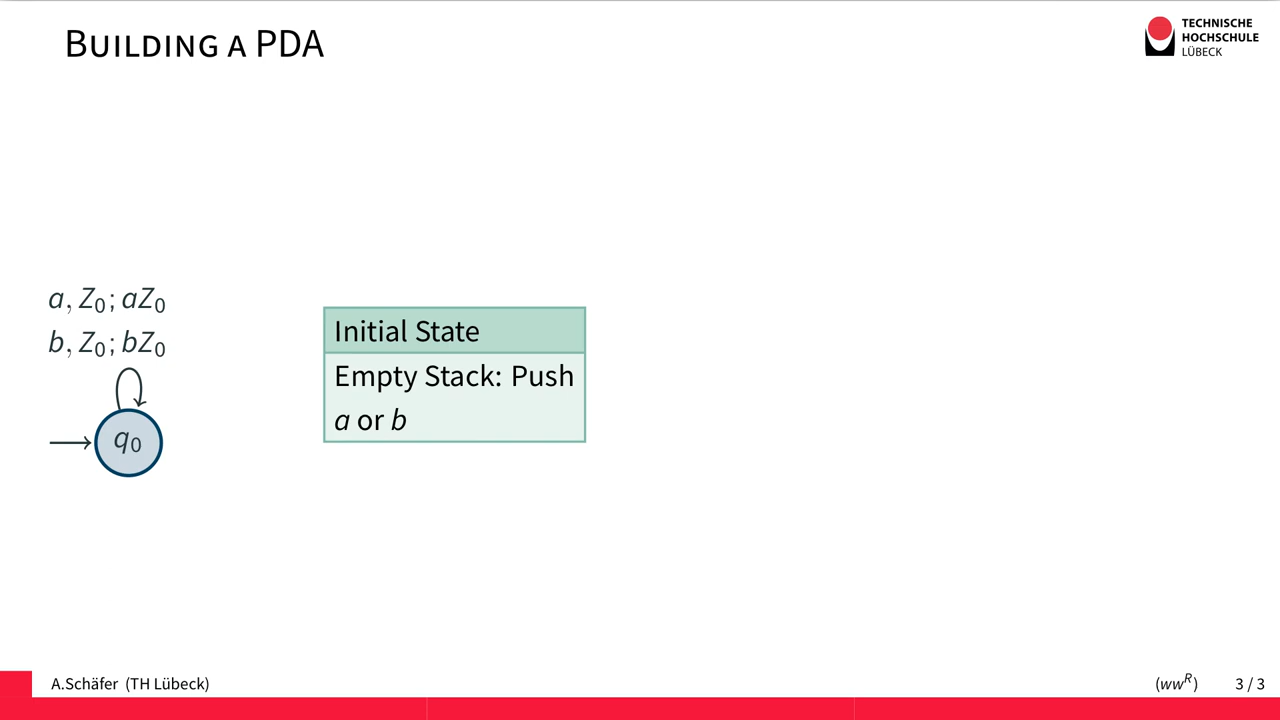 BUILDING A PDA
TECHNISCHE
HOCHSCHULE
LÜBECK
a, Z₀; aZ₀
b, Z₀; bZ₀
q₀
Initial State
Empty Stack: Push
a or b
A.Schäfer (TH Lübeck)
(wwᴿ)
3 / 3